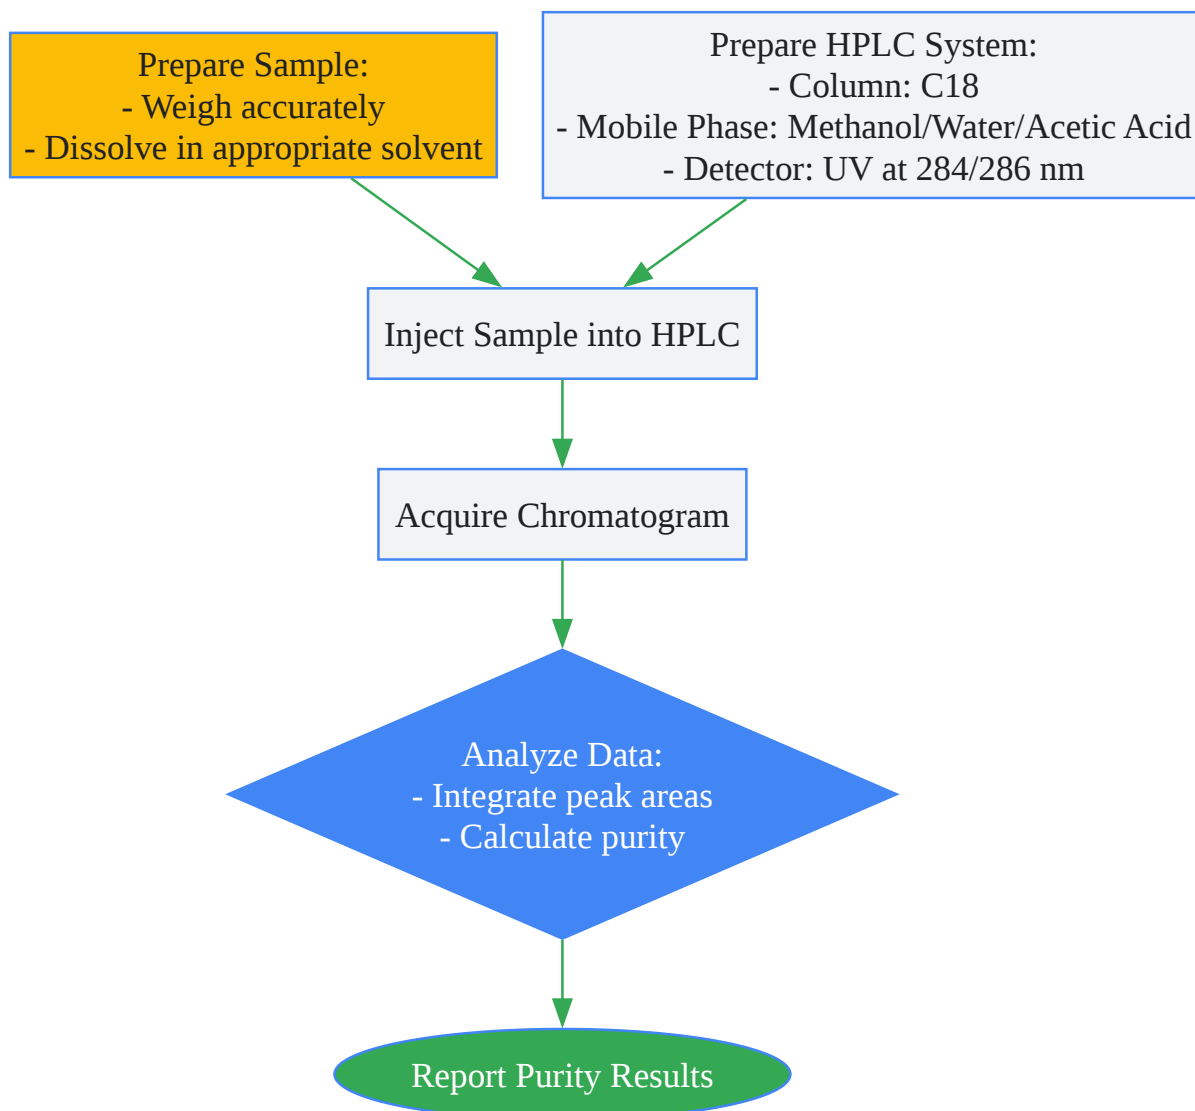 Prepare Sample:
- Weigh accurately
- Dissolve in appropriate solvent
Prepare HPLC System:
- Column: C18
- Mobile Phase: Methanol/Water/Acetic Acid
- Detector: UV at 284/286 nm
Inject Sample into HPLC
Acquire Chromatogram
Analyze Data:
- Integrate peak areas
- Calculate purity
Report Purity Results